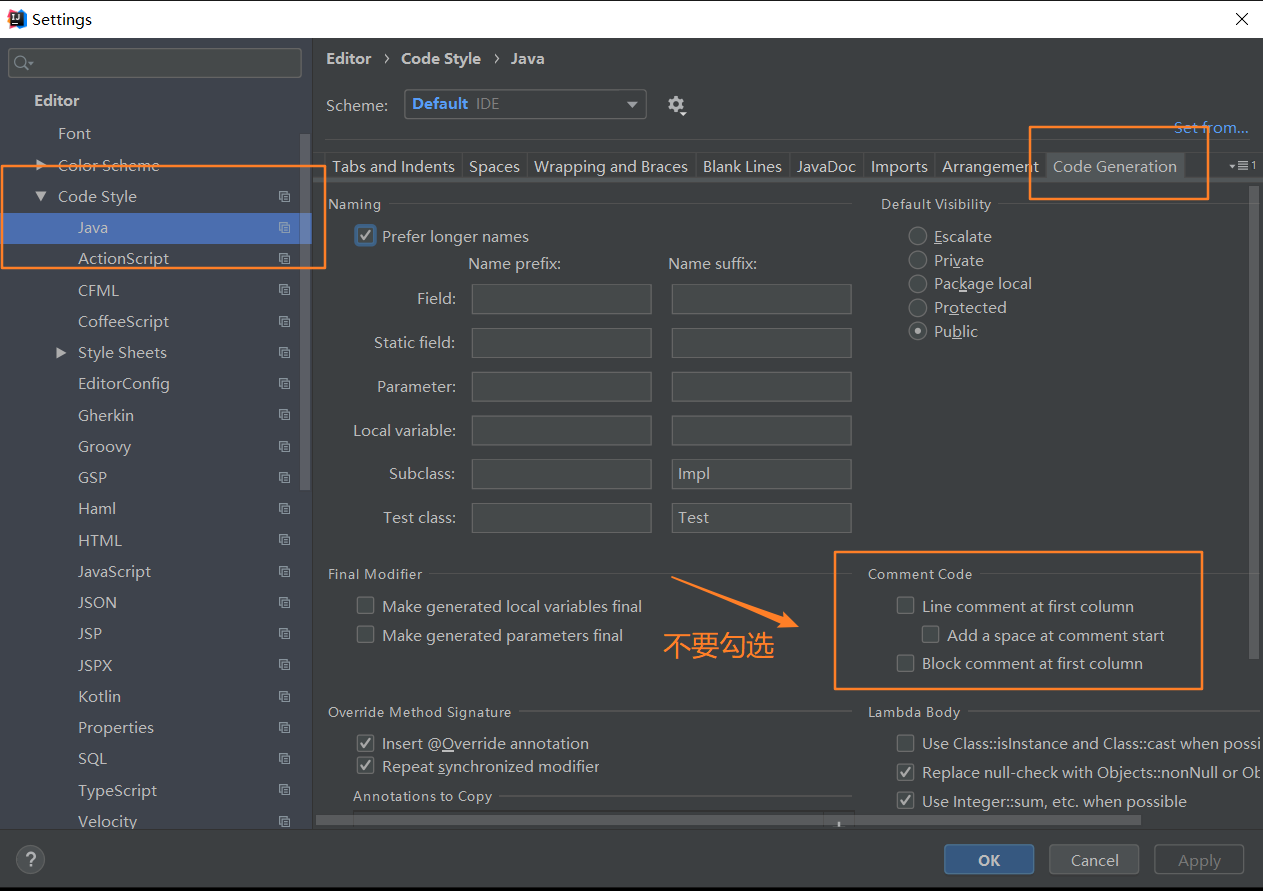 Settings
Editor
Font
Color Scheme
Code Style
Java
ActionScript
CFML
CoffeeScript
Style Sheets
EditorConfig
Gherkin
Groovy
GSP
Haml
HTML
JavaScript
JSON
JSP
JSPX
Kotlin
Properties
SQL
TypeScript
Velocity
Editor › Code Style › Java
Scheme: Default IDE
Set from...
Tabs and Indents Spaces Wrapping and Braces Blank Lines JavaDoc Imports Arrangement Code Generation 1
Naming
Prefer longer names
Name prefix: Name suffix:
Field:
Static field:
Parameter:
Local variable:
Subclass: Impl
Test class: Test
Default Visibility
Escalate
Private
Package local
Protected
Public
Final Modifier
Make generated local variables final
Make generated parameters final
不要勾选
Comment Code
Line comment at first column
Add a space at comment start
Block comment at first column
Override Method Signature
Insert @Override annotation
Repeat synchronized modifier
Annotations to Copy
Lambda Body
Use Class::isInstance and Class::cast when possi
Replace null-check with Objects::nonNull or Ob
Use Integer::sum, etc. when possible
?
OK Cancel Apply